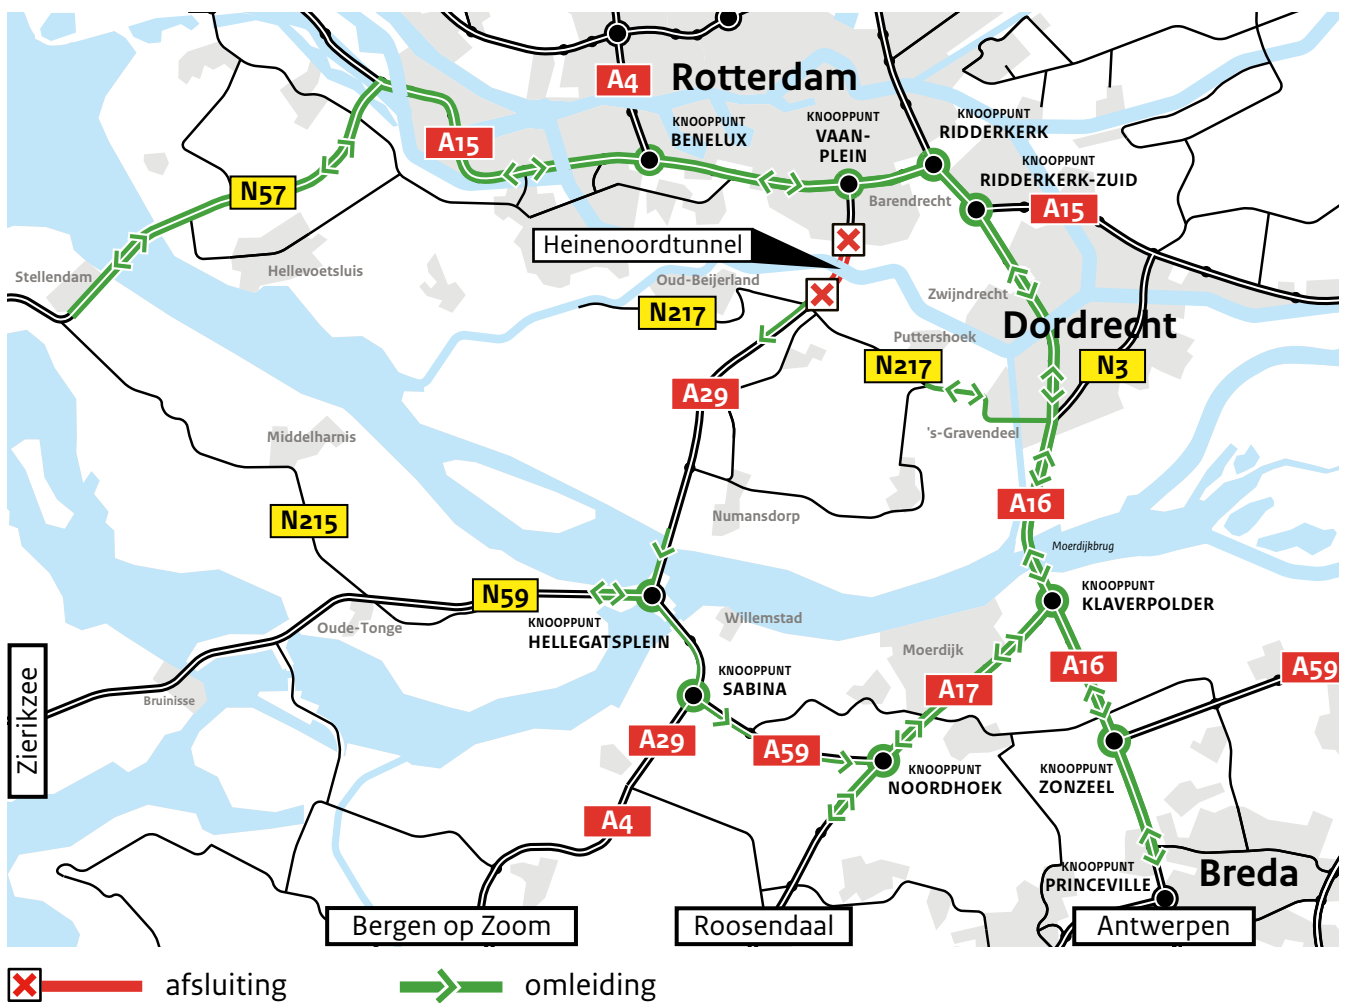 A4
Rotterdam
KNOOPPUNT
BENELUX
KNOOPPUNT
VAAN-
PLEIN
KNOOPPUNT
RIDDERKERK
A15
KNOOPPUNT
RIDDERKERK-ZUID
N57
Barendrecht
A15
Heinenoordtunnel
Stellendam
Hellevoetsluis
Oud-Beijerland
Zwijndrecht
N217
Dordrecht
Puttershoek
N217
N3
A29
Middelharnis
's-Gravendeel
A16
N215
Numansdorp
Moerdijkbrug
N59
KNOOPPUNT
HELLEGATSPLEIN
KNOOPPUNT
KLAVERPOLDER
Oude-Tonge
Willemstad
Moerdijk
A16
A59
Zierikzee
Bruinisse
KNOOPPUNT
SABINA
A17
A29
A59
KNOOPPUNT
NOORDHOEK
KNOOPPUNT
ZONZEEL
A4
KNOOPPUNT
PRINCEVILLE
Breda
Bergen op Zoom
Roosendaal
Antwerpen
afsluiting
omleiding